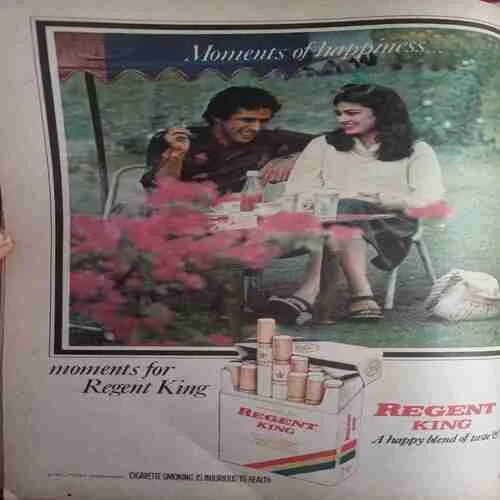 Moments of happiness...
moments for
Regent King
REGENT
KING
REGENT
KING
A happy blend of taste
CIGARETTE SMOKING IS INJURIOUS TO HEALTH